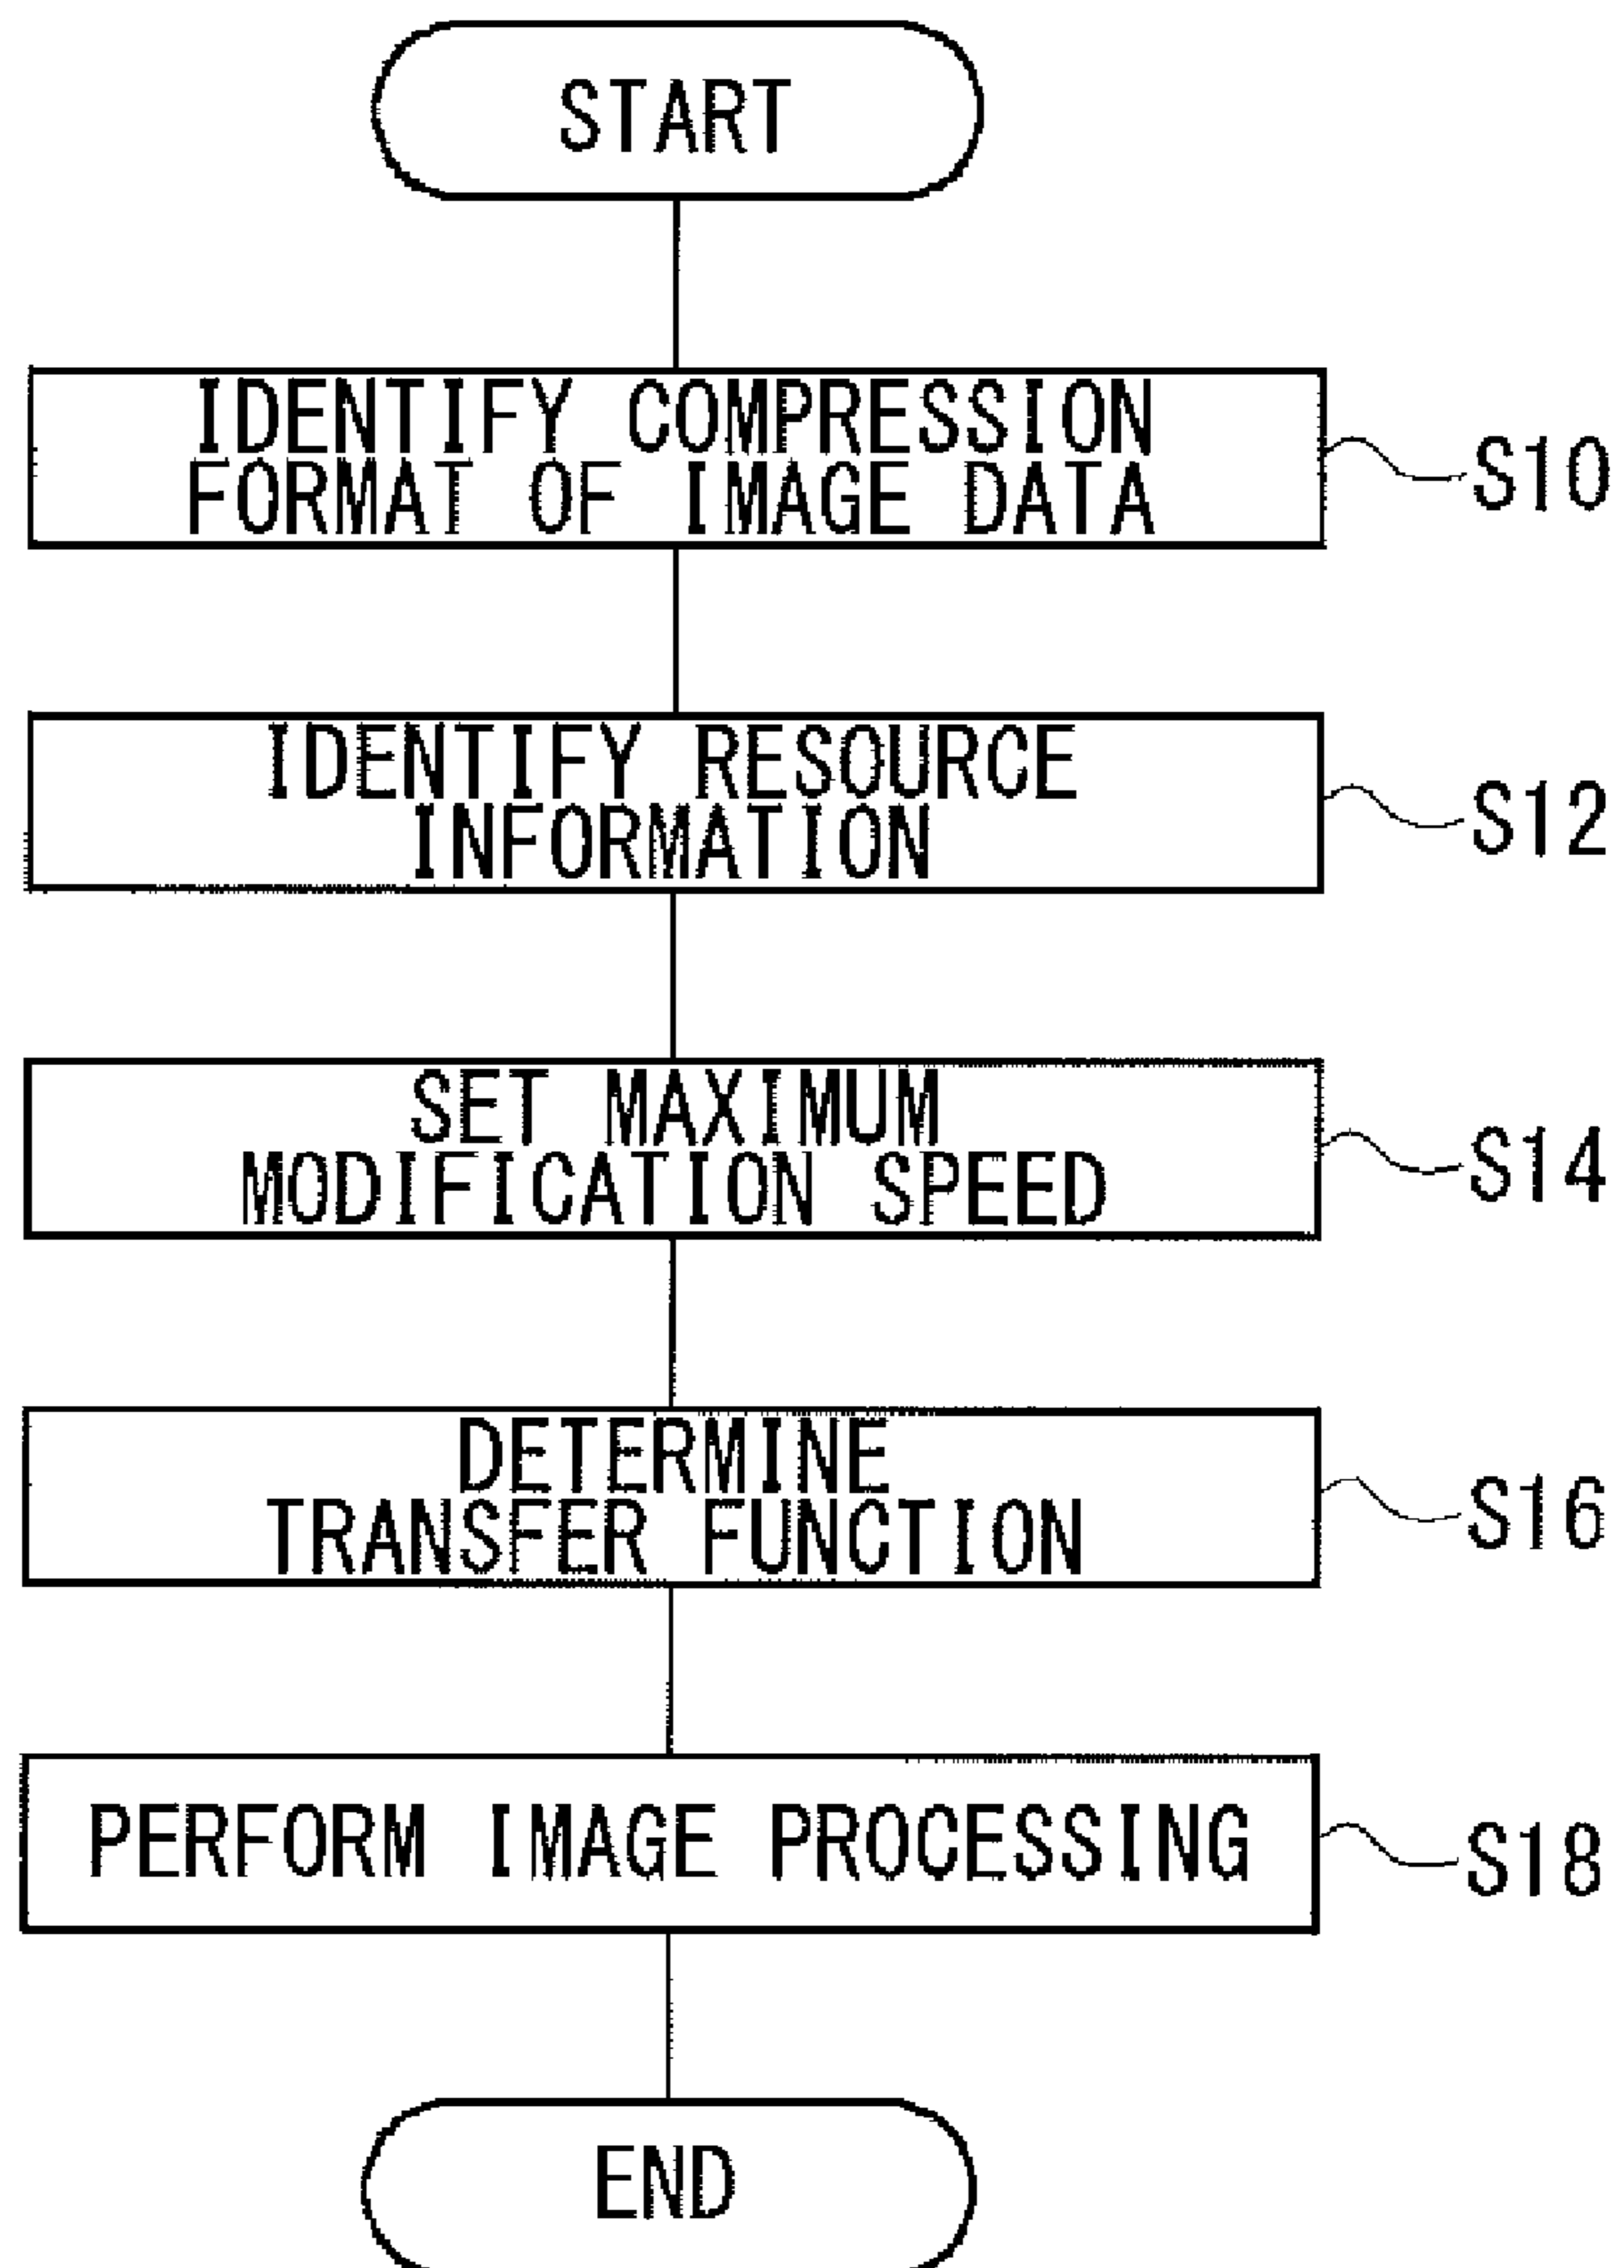 START
IDENTIFY COMPRESSION
FORMAT OF IMAGE DATA
S10
IDENTIFY RESOURCE
INFORMATION
S12
SET MAXIMUM
MODIFICATION SPEED
S14
DETERMINE
TRANSFER FUNCTION
S16
PERFORM IMAGE PROCESSING
S18
END